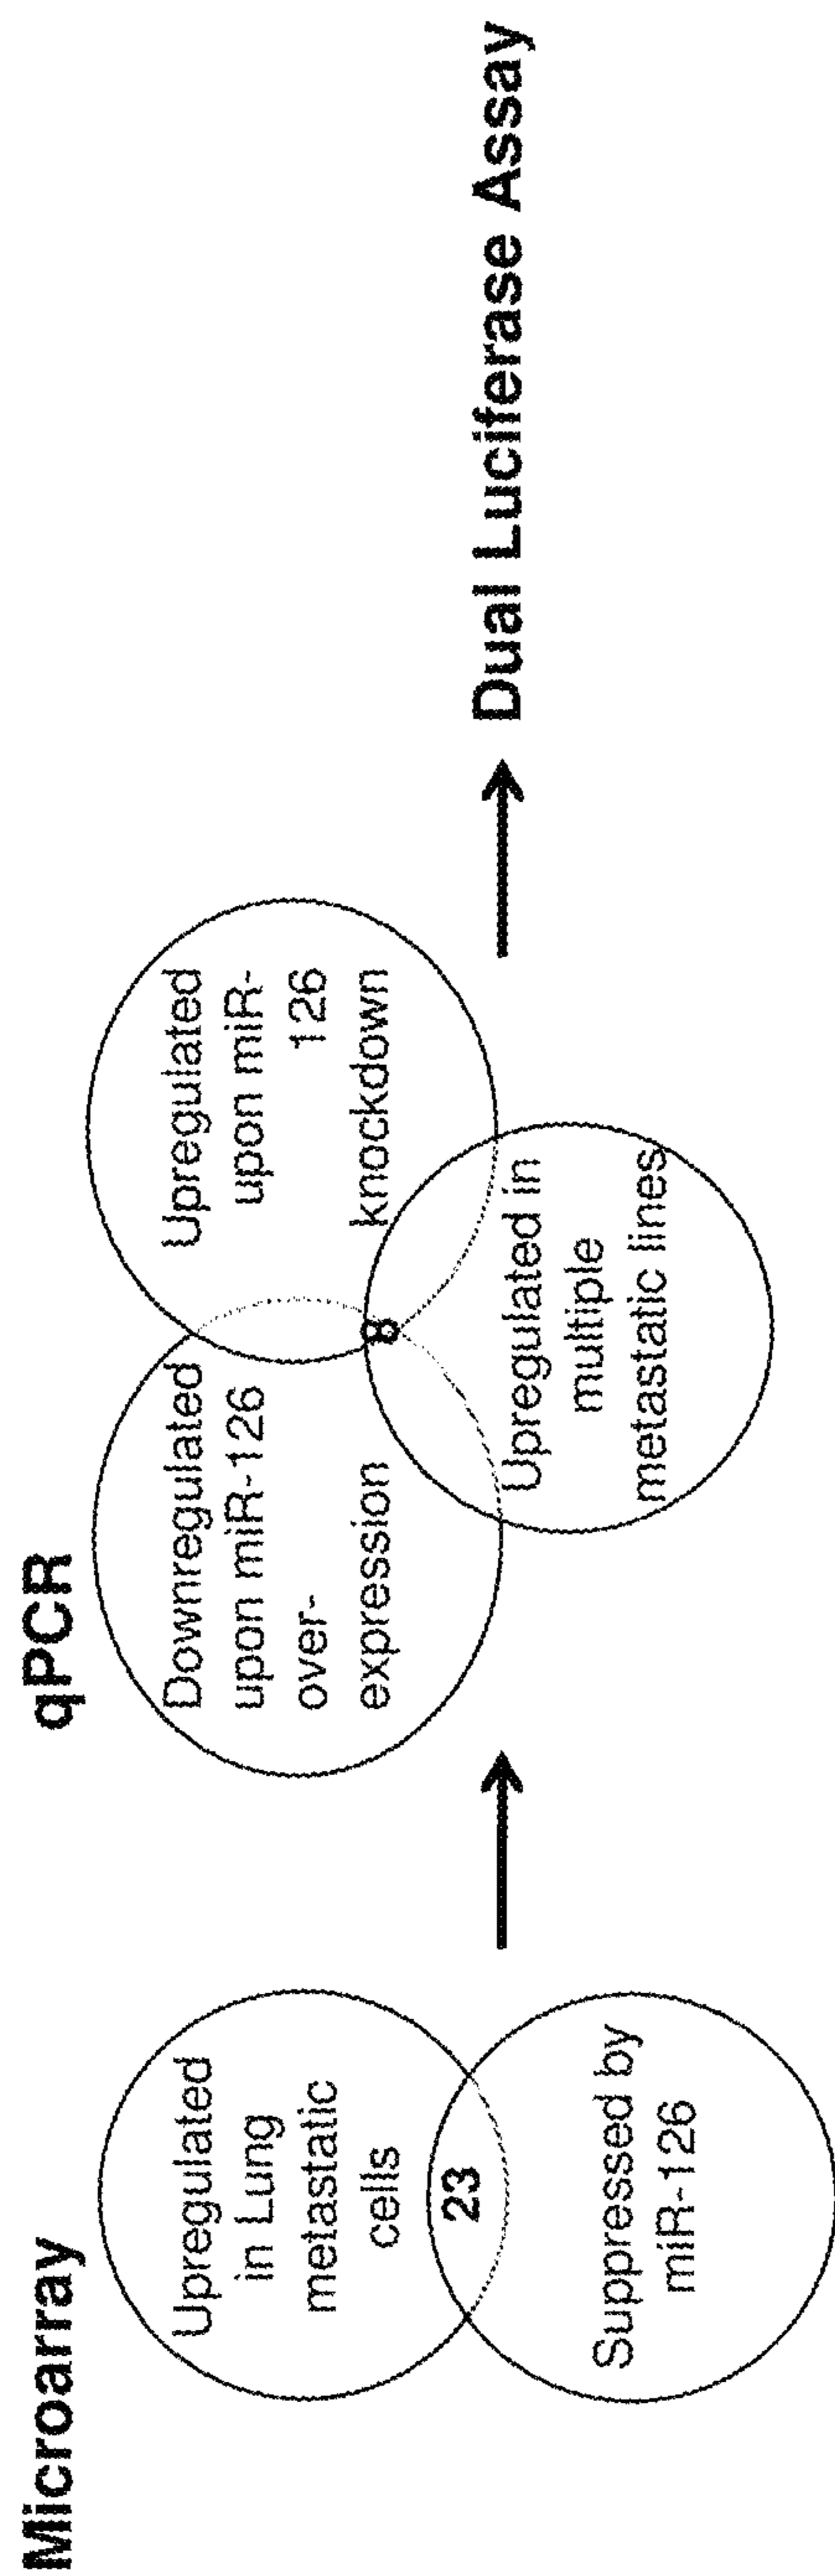 Microarray
Upregulated
in Lung
metastatic
cells
23
Suppressed by
miR-126
qPCR
Downregulated
upon miR-126
over-
expression
Upregulated
upon miR-
126
knockdown
8
Upregulated in
multiple
metastatic lines
Dual Luciferase Assay